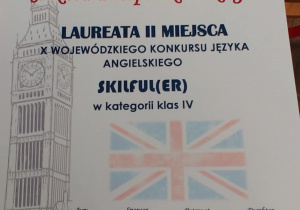 LAUREATA II MIEJSCA
X WOJEWÓDZKIEGO KONKURSU JĘZYKA
ANGIELSKIEGO
SKILFUL(ER)
w kategorii klas IV